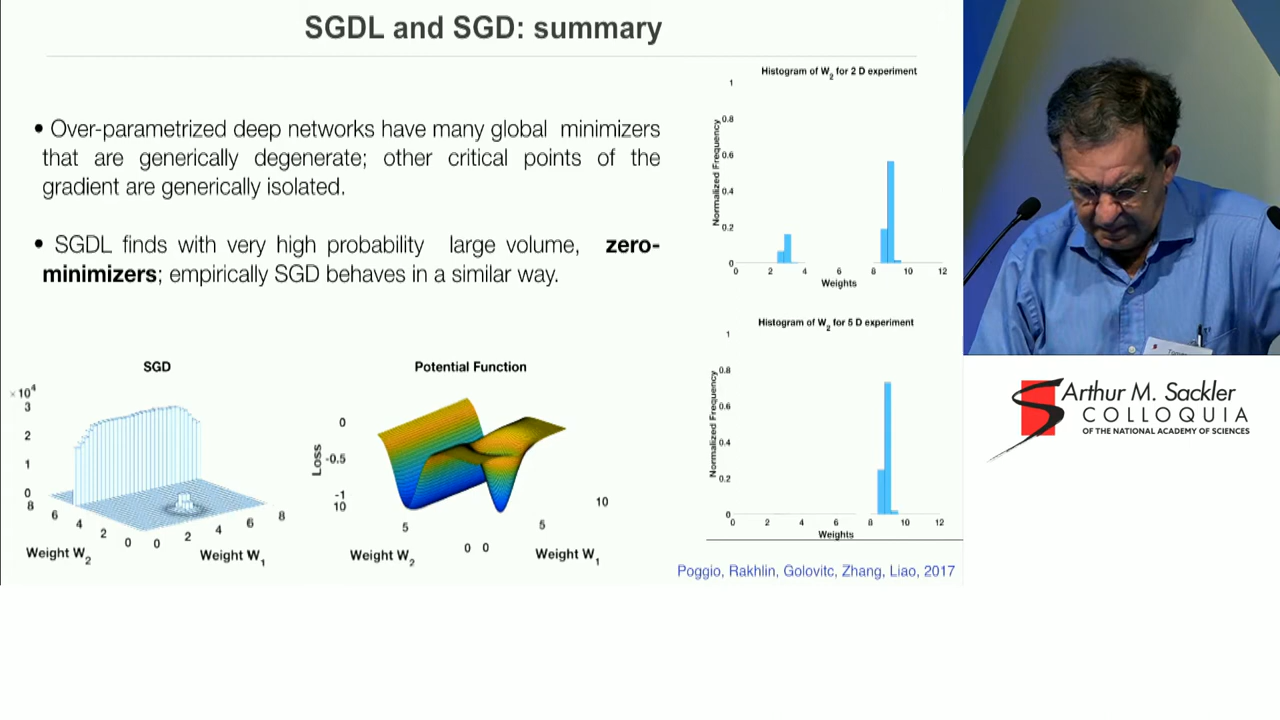 SGDL and SGD: summary
• Over-parametrized deep networks have many global minimizers
that are generically degenerate; other critical points of the
gradient are generically isolated.
• SGDL finds with very high probability large volume, zero-
minimizers; empirically SGD behaves in a similar way.
SGD
× 10⁴
3
2
1
0
8
6
4
2
0
0
2
4
6
8
Weight W₂
Weight W₁
Potential Function
Loss
0
-0.5
-1
10
5
0
0
5
10
Weight W₂
Weight W₁
Histogram of W₂ for 2 D experiment
Normalized Frequency
1
0.8
0.6
0.4
0.2
0
0 2 4 6 8 10 12
Weights
Histogram of W₂ for 5 D experiment
Normalized Frequency
1
0.8
0.6
0.4
0.2
0
0 2 4 6 8 10 12
Weights
Poggio, Rakhlin, Golovitc, Zhang, Liao, 2017
Arthur M. Sackler
COLLOQUIA
OF THE NATIONAL ACADEMY OF SCIENCES